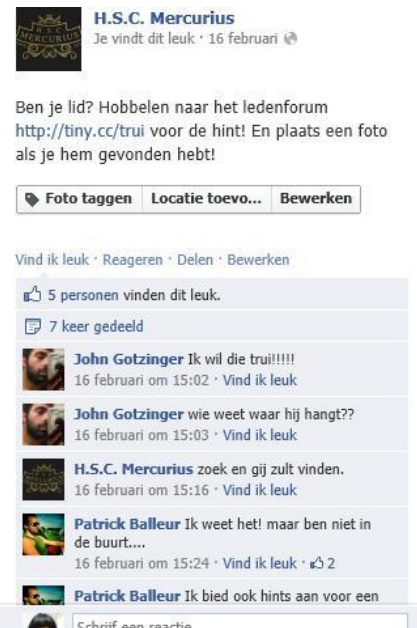 H.S.C.
MERCURIUS
H.S.C. Mercurius
Je vindt dit leuk · 16 februari
Ben je lid? Hobbelen naar het ledenforum
http://tiny.cc/trui voor de hint! En plaats een foto
als je hem gevonden hebt!
Foto taggen Locatie toevo... Bewerken
Vind ik leuk · Reageren · Delen · Bewerken
5 personen vinden dit leuk.
7 keer gedeeld
John Gotzinger Ik wil die trui!!!!!
16 februari om 15:02 · Vind ik leuk
John Gotzinger wie weet waar hij hangt??
16 februari om 15:03 · Vind ik leuk
H.S.C. Mercurius zoek en gij zult vinden.
16 februari om 15:16 · Vind ik leuk
Patrick Balleur Ik weet het! maar ben niet in
de buurt....
16 februari om 15:24 · Vind ik leuk · 2
Patrick Balleur Ik bied ook hints aan voor een
Schrijf een reactie